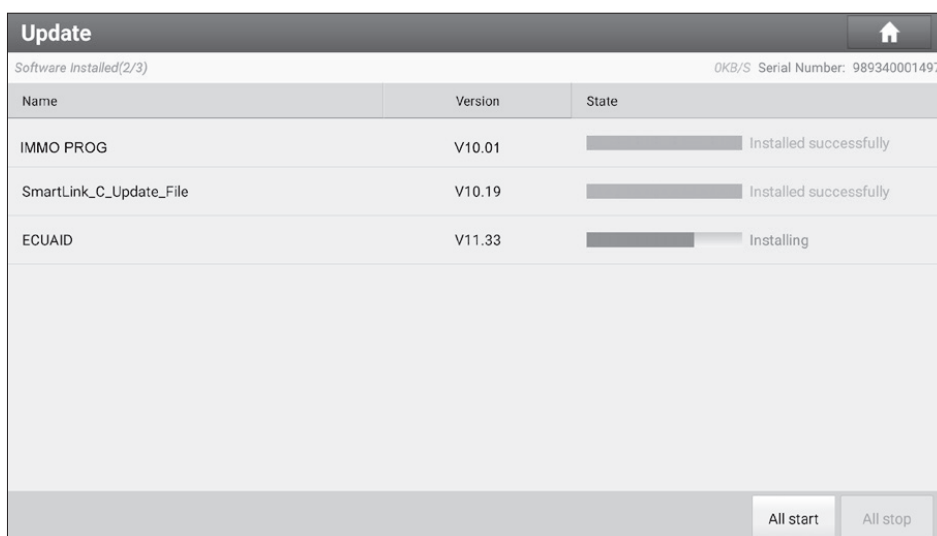 Update
Software Installed(2/3) 0KB/S Serial Number: 989340001497
Name Version State
IMMO PROG V10.01 Installed successfully
SmartLink_C_Update_File V10.19 Installed successfully
ECUAID V11.33 Installing
All start All stop